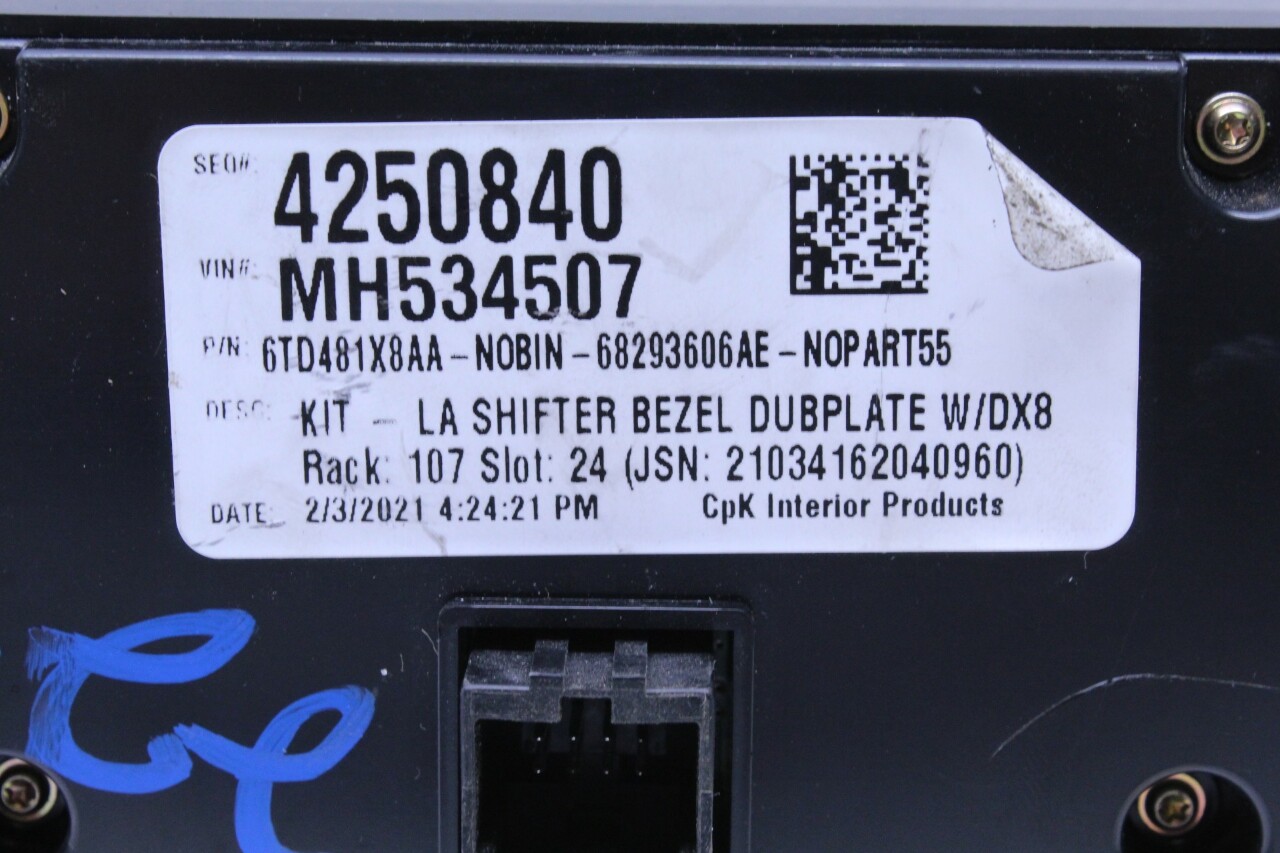 SEQ#: 4250840
VIN#: MH534507
P/N: 6TD481X8AA-NOBIN-68293606AE-NOPART55
DESC: KIT - LA SHIFTER BEZEL DUBPLATE W/DX8
Rack: 107 Slot: 24 (JSN: 21034162040960)
DATE: 2/3/2021 4:24:21 PM CpK Interior Products